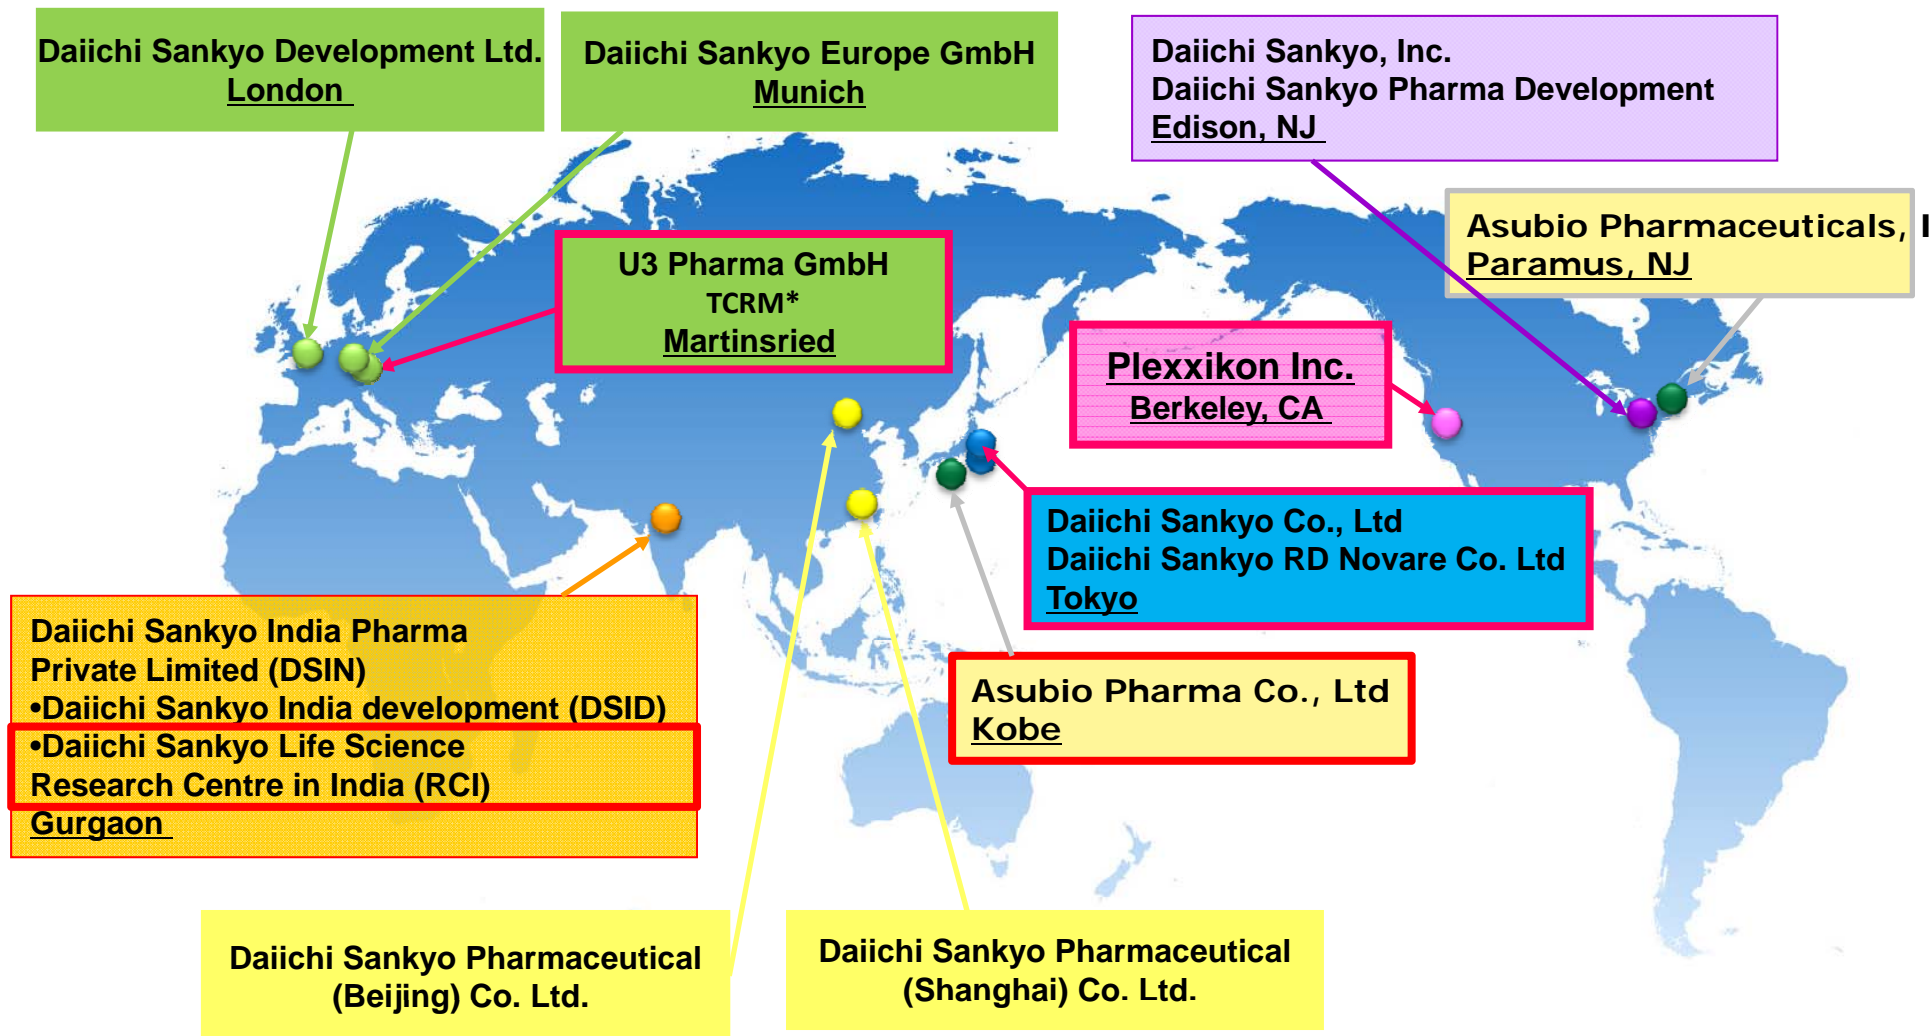 Daiichi Sankyo Development Ltd.
London
Daiichi Sankyo Europe GmbH
Munich
Daiichi Sankyo, Inc.
Daiichi Sankyo Pharma Development
Edison, NJ
Asubio Pharmaceuticals, I
Paramus, NJ
U3 Pharma GmbH
TCRM*
Martinsried
Plexxikon Inc.
Berkeley, CA
Daiichi Sankyo Co., Ltd
Daiichi Sankyo RD Novare Co. Ltd
Tokyo
Daiichi Sankyo India Pharma
Private Limited (DSIN)
•Daiichi Sankyo India development (DSID)
•Daiichi Sankyo Life Science
Research Centre in India (RCI)
Gurgaon
Asubio Pharma Co., Ltd
Kobe
Daiichi Sankyo Pharmaceutical
(Beijing) Co. Ltd.
Daiichi Sankyo Pharmaceutical
(Shanghai) Co. Ltd.